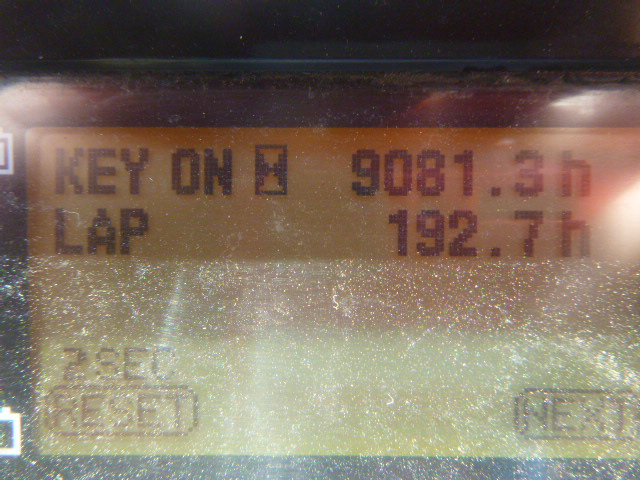 KEY ON 9081.3h
LAP 192.7h
2SEC
RESET NEXT